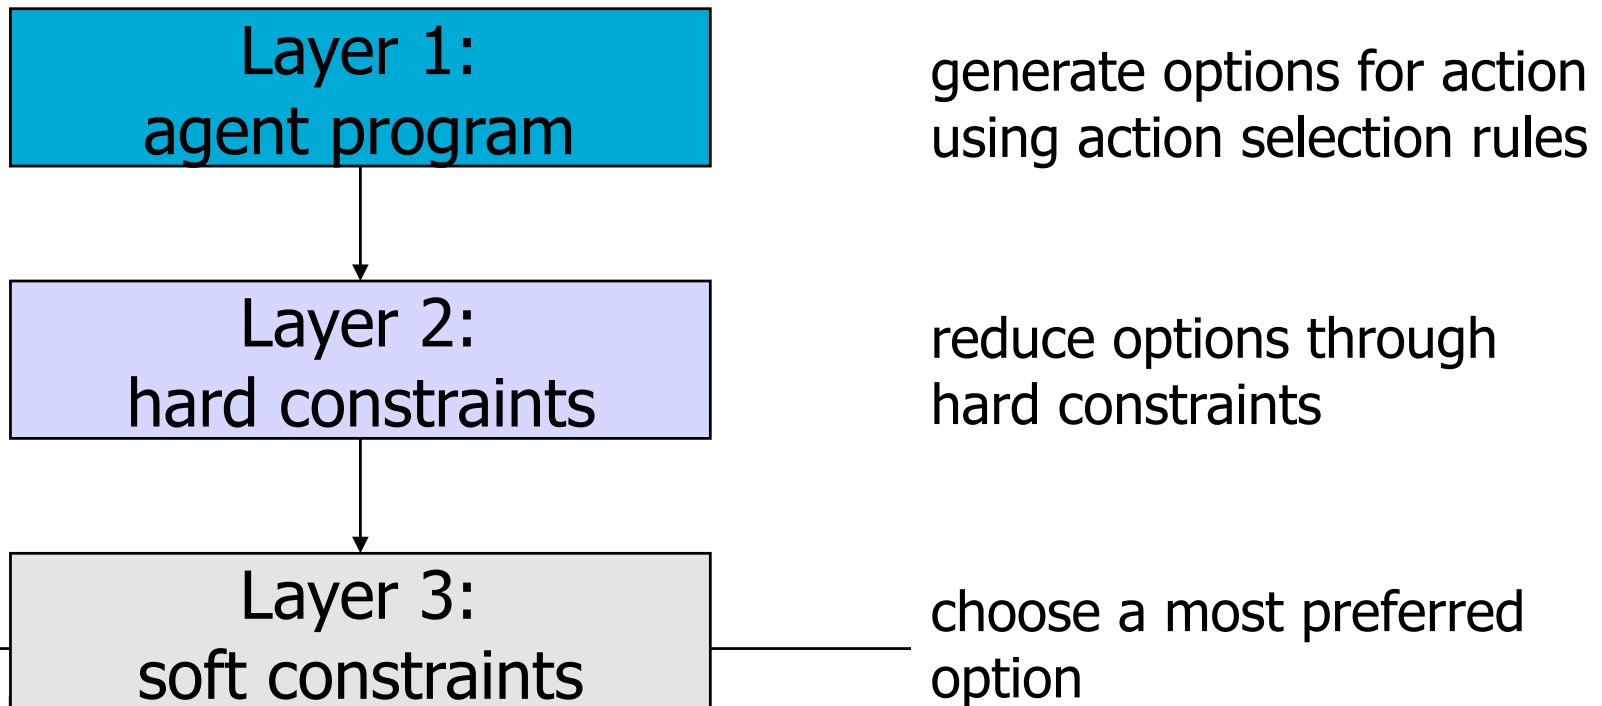 Layer 1:
agent program
generate options for action
using action selection rules
Layer 2:
hard constraints
reduce options through
hard constraints
Layer 3:
soft constraints
choose a most preferred
option